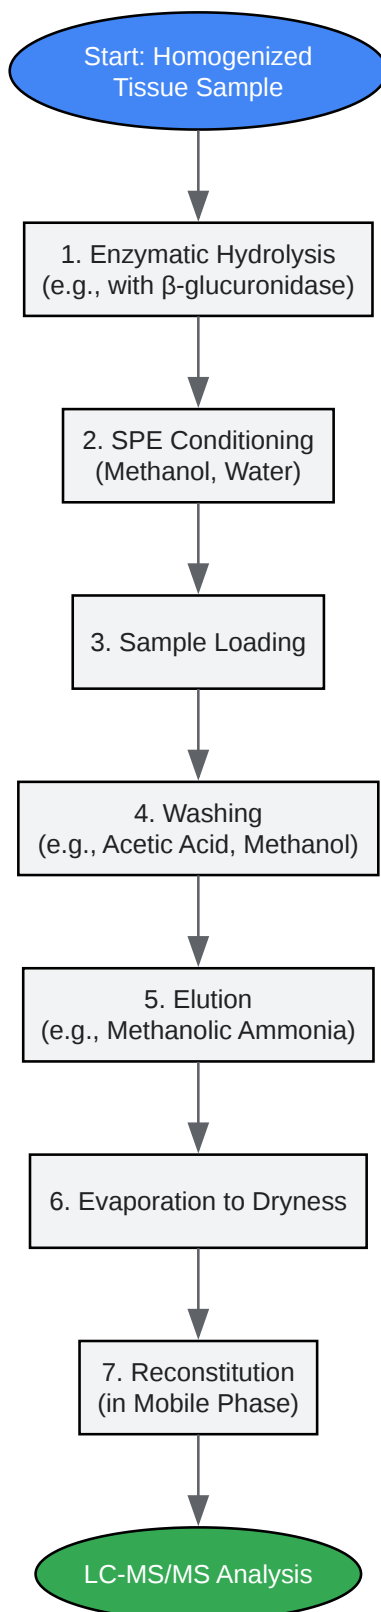 Start: Homogenized
Tissue Sample
1. Enzymatic Hydrolysis
(e.g., with β-glucuronidase)
2. SPE Conditioning
(Methanol, Water)
3. Sample Loading
4. Washing
(e.g., Acetic Acid, Methanol)
5. Elution
(e.g., Methanolic Ammonia)
6. Evaporation to Dryness
7. Reconstitution
(in Mobile Phase)
LC-MS/MS Analysis